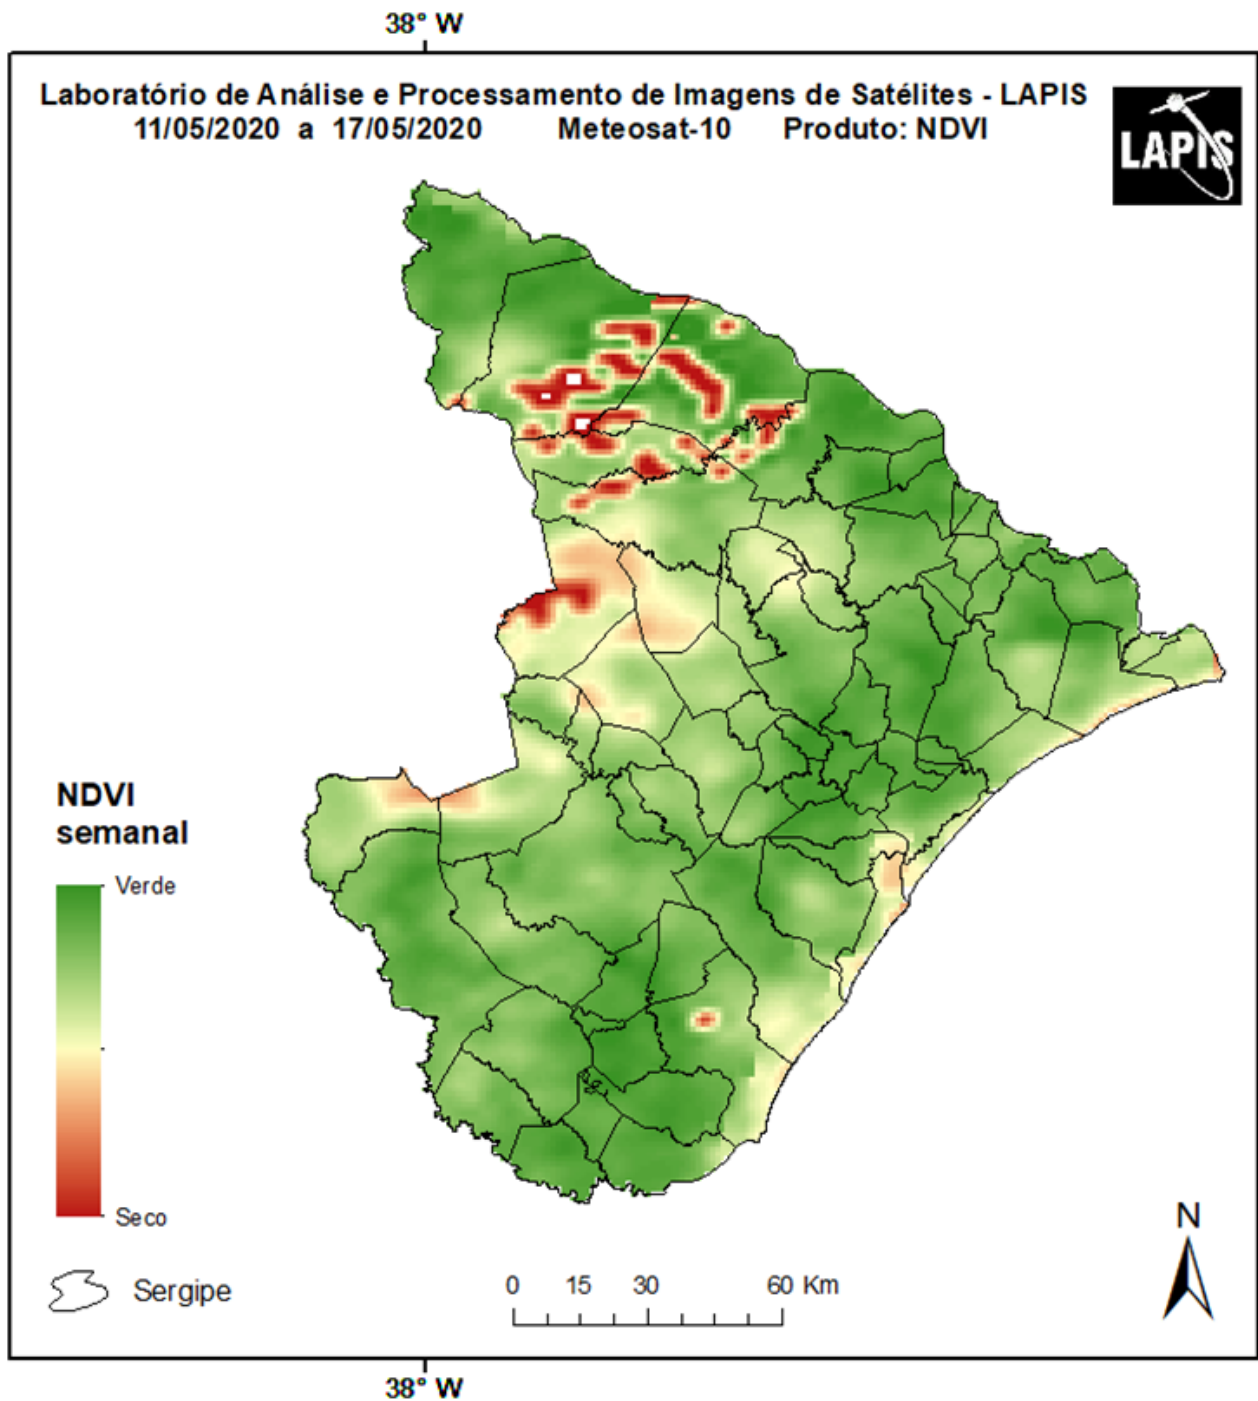 38° W
Laboratório de Análise e Processamento de Imagens de Satélites - LAPIS
11/05/2020 a 17/05/2020 Meteosat-10 Produto: NDVI
LAPIS
NDVI
semanal
Verde
Seco
Sergipe
0 15 30 60 Km
N
38° W